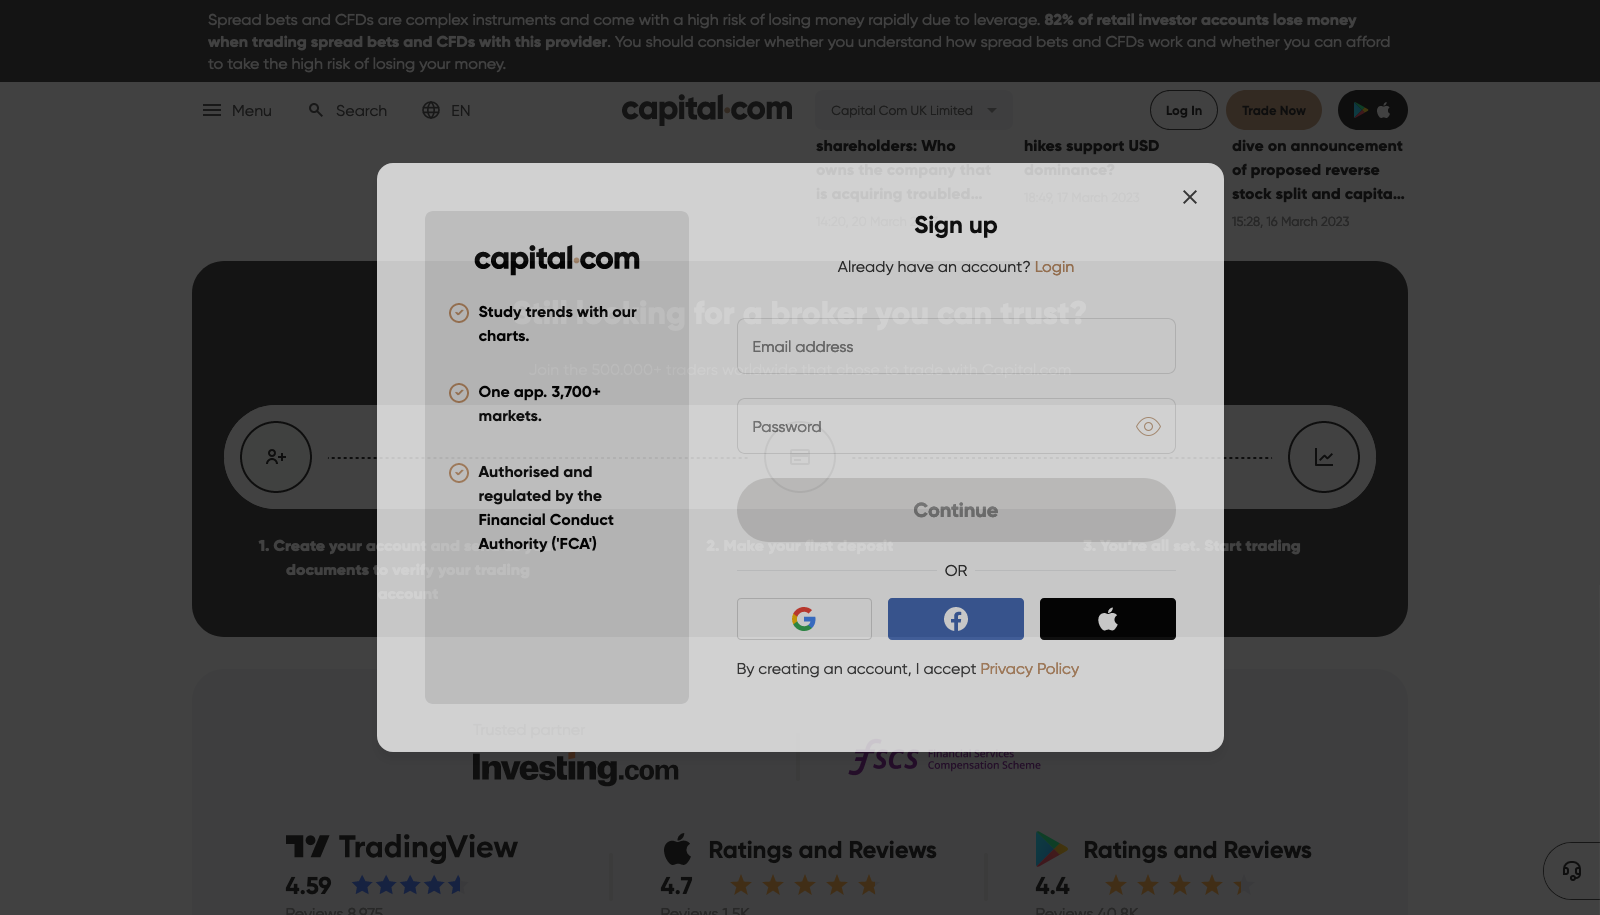 Spread bets and CFDs are complex instruments and come with a high risk of losing money rapidly due to leverage. 82% of retail investor accounts lose money
when trading spread bets and CFDs with this provider. You should consider whether you understand how spread bets and CFDs work and whether you can afford
to take the high risk of losing your money.
Menu
Search
EN
capital.com
Capital Com UK Limited
Log In
Trade Now
shareholders: Who
owns the company that
is acquiring troubled...
14:20, 20 March
hikes support USD
dominance?
16:49, 17 March 2023
dive on announcement
of proposed reverse
stock split and capita...
15:28, 16 March 2023
Sign up
Already have an account? Login
capital.com
Study trends with our
charts.
One app. 3,700+
markets.
Authorised and
regulated by the
Financial Conduct
Authority ('FCA')
Email address
Password
Continue
OR
By creating an account, I accept Privacy Policy
Still looking for a broker you can trust?
Join the 500.000+ traders worldwide that chose to trade with Capital.com
1. Create your account and
documents to verify your trading
account
2. Make your first deposit
3. You're all set. Start trading
Trusted partner
Investing.com
fscs
Financial Services
Compensation Scheme
TradingView
4.59
Reviews 8,975
Ratings and Reviews
4.7
Reviews 1.5K
Ratings and Reviews
4.4
Reviews 40.8K